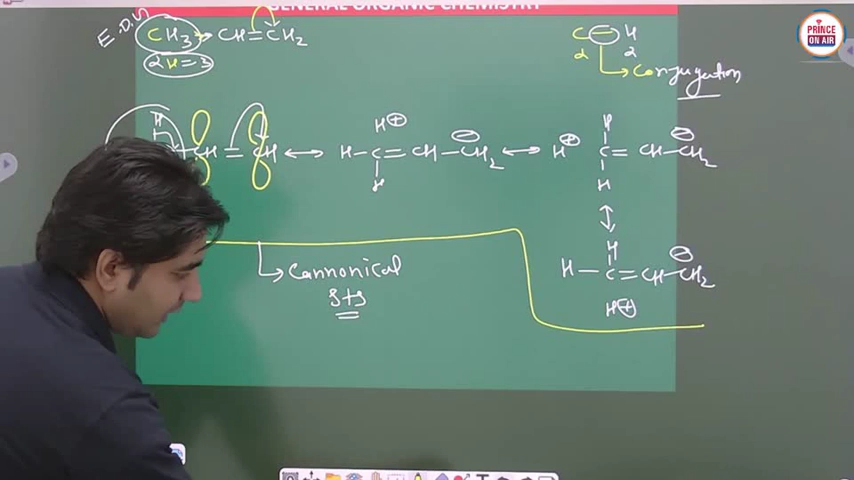 GENERAL ORGANIC CHEMISTRY
E.D.S
CH3 → CH = CH2
αH = 3
C – H
α
Conjugation
H
CH = CH ↔ H – C = CH – CH2 ↔ H⊕ C = CH – CH2
H⊕ ⊖
H
H ⊖
H
↕
H ⊖
H – C = CH – CH2
H⊕
Cannonical
Sts
PRINCE
ON AIR